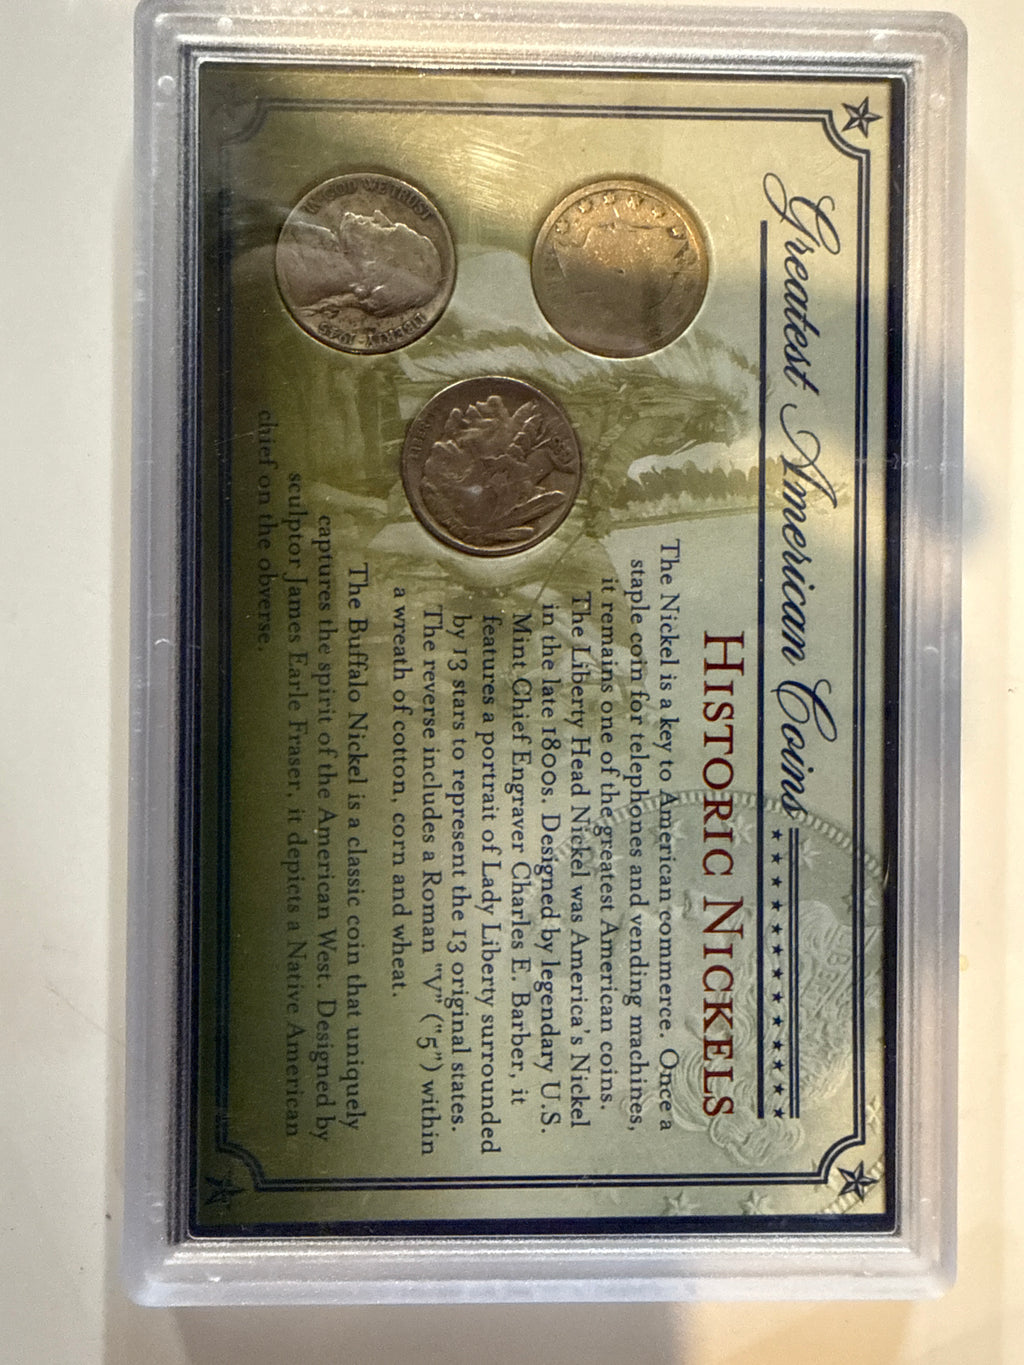 Greatest American Coins
HISTORIC NICKELS
The Nickel is a key to American commerce. Once a
staple coin for telephones and vending machines,
it remains one of the greatest American coins.
The Liberty Head Nickel was America's Nickel
in the late 1800s. Designed by legendary U.S.
Mint Chief Engraver Charles E. Barber, it
features a portrait of Lady Liberty surrounded
by 13 stars to represent the 13 original states.
The reverse includes a Roman "V" ("5") within
a wreath of cotton, corn and wheat.
The Buffalo Nickel is a classic coin that uniquely
captures the spirit of the American West. Designed by
sculptor James Earle Fraser, it depicts a Native American
chief on the obverse.
IN GOD WE TRUST
LIBERTY
LIBERTY